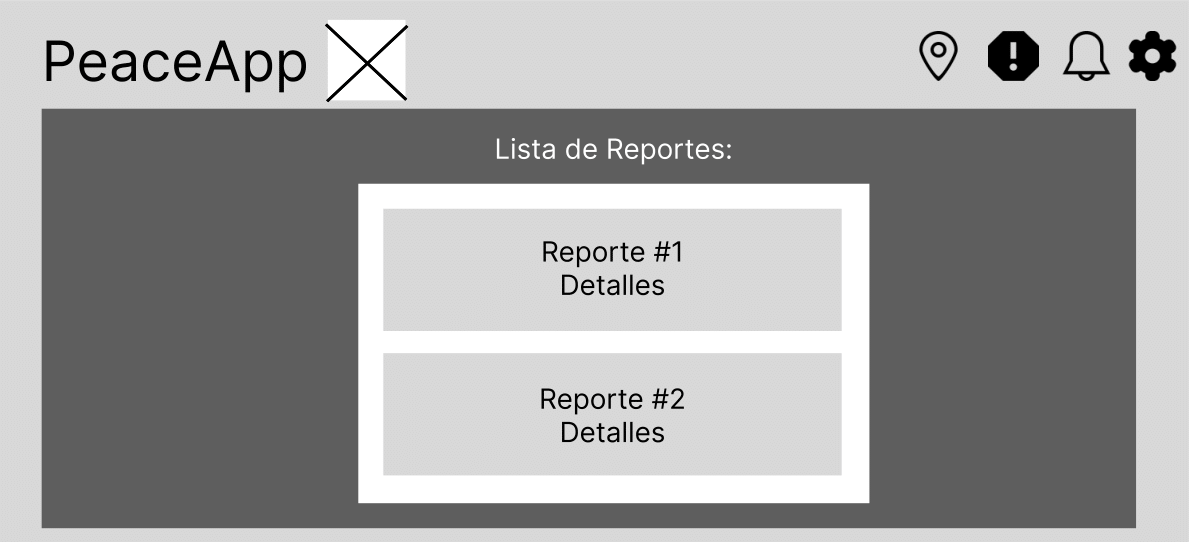 PeaceApp
Lista de Reportes:
Reporte #1
Detalles
Reporte #2
Detalles